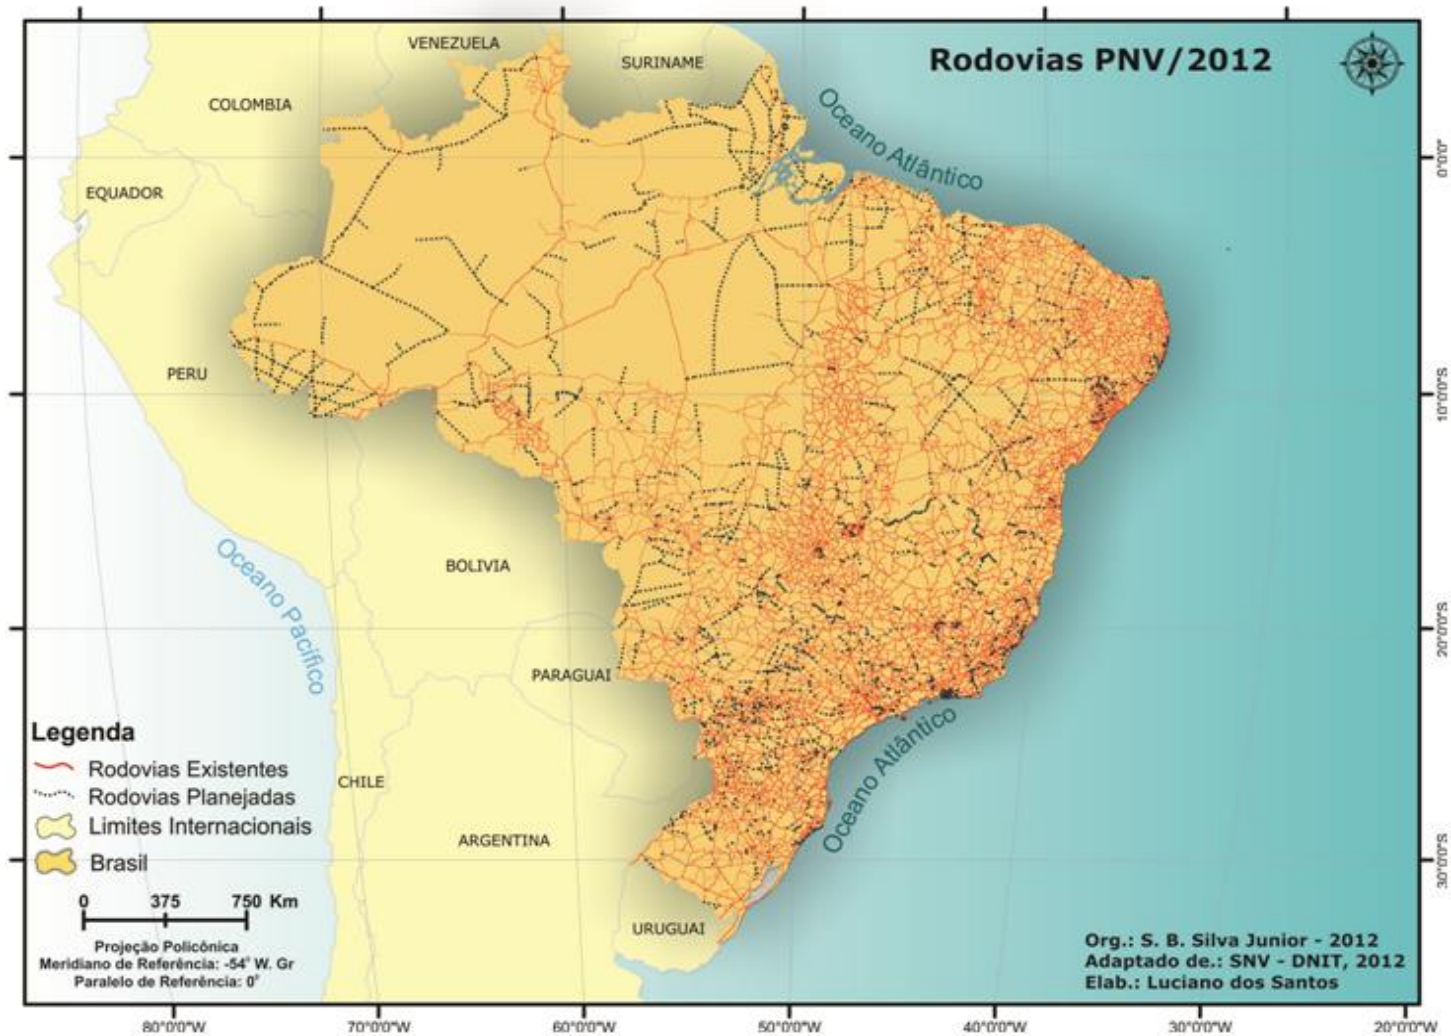 Rodovias PNV/2012
VENEZUELA
SURINAME
COLOMBIA
Oceano Atlântico
EQUADOR
PERU
BOLIVIA
Oceano Pacífico
PARAGUAI
CHILE
ARGENTINA
URUGUAI
Oceano Atlântico
0°0'0"
10°0'0"S
20°0'0"S
30°0'0"S
Legenda
Rodovias Existentes
Rodovias Planejadas
Limites Internacionais
Brasil
0 375 750 Km
Projeção Policônica
Meridiano de Referência: -54° W. Gr
Paralelo de Referência: 0°
Org.: S. B. Silva Junior - 2012
Adaptado de.: SNV - DNIT, 2012
Elab.: Luciano dos Santos
80°0'0"W 70°0'0"W 60°0'0"W 50°0'0"W 40°0'0"W 30°0'0"W 20°0'0"W